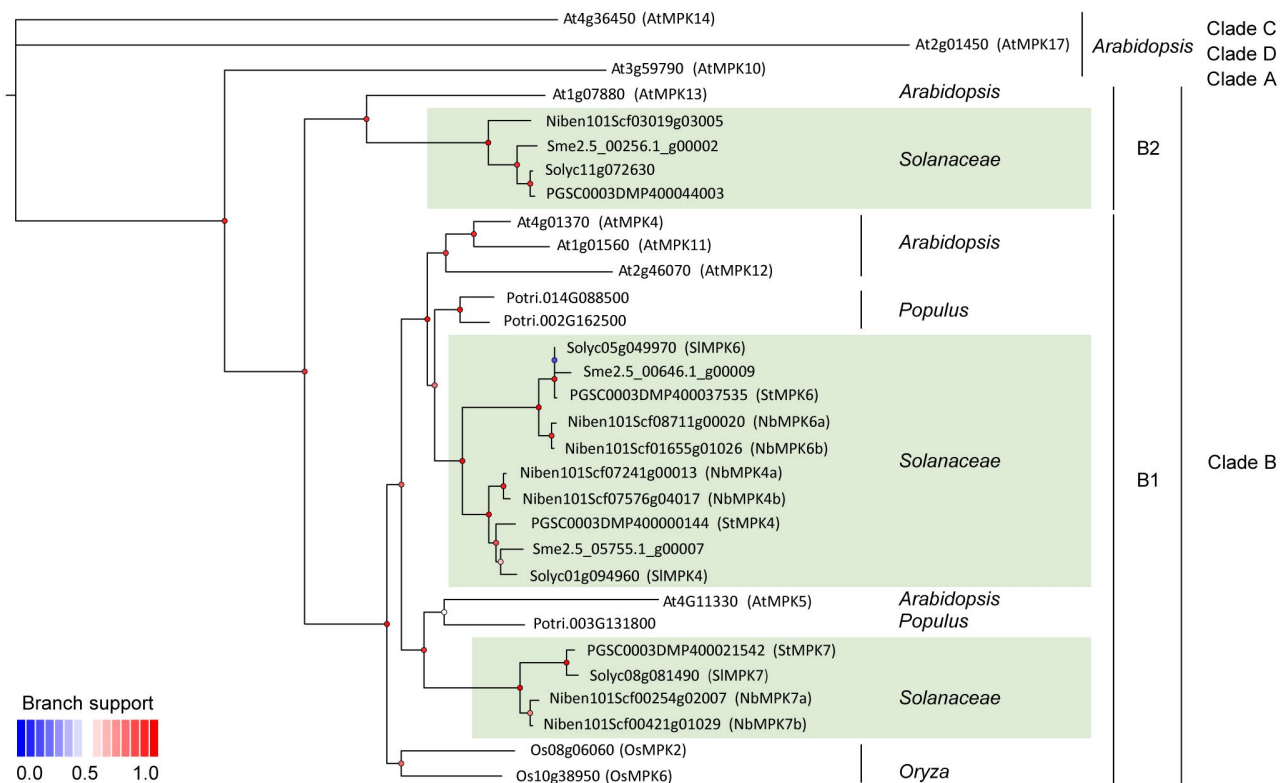 At4g36450 (AtMPK14)
Clade C
At2g01450 (AtMPK17)
Arabidopsis
Clade D
At3g59790 (AtMPK10)
Clade A
At1g07880 (AtMPK13)
Arabidopsis
Niben101Scf03019g03005
Sme2.5_00256.1_g00002
B2
Solyc11g072630
Solanaceae
PGSC0003DMP400044003
At4g01370 (AtMPK4)
At1g01560 (AtMPK11)
Arabidopsis
At2g46070 (AtMPK12)
Potri.014G088500
Populus
Potri.002G162500
Solyc05g049970 (SlMPK6)
Sme2.5_00646.1_g00009
PGSC0003DMP400037535 (StMPK6)
Niben101Scf08711g00020 (NbMPK6a)
Niben101Scf01655g01026 (NbMPK6b)
Solanaceae
Clade B
Niben101Scf07241g00013 (NbMPK4a)
B1
Niben101Scf07576g04017 (NbMPK4b)
PGSC0003DMP400000144 (StMPK4)
Sme2.5_05755.1_g00007
Solyc01g094960 (SlMPK4)
At4G11330 (AtMPK5)
Arabidopsis
Potri.003G131800
Populus
PGSC0003DMP400021542 (StMPK7)
Solyc08g081490 (SlMPK7)
Niben101Scf00254g02007 (NbMPK7a)
Solanaceae
Niben101Scf00421g01029 (NbMPK7b)
Os08g06060 (OsMPK2)
Os10g38950 (OsMPK6)
Oryza
Branch support
0.0 0.5 1.0